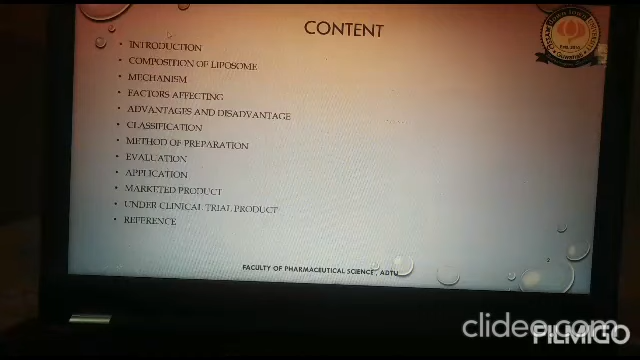 CONTENT
• INTRODUCTION
• COMPOSITION OF LIPOSOME
• MECHANISM
• FACTORS AFFECTING
• ADVANTAGES AND DISADVANTAGE
• CLASSIFICATION
• METHOD OF PREPARATION
• EVALUATION
• APPLICATION
• MARKETED PRODUCT
• UNDER CLINICAL TRIAL PRODUCT
• REFERENCE
FACULTY OF PHARMACEUTICAL SCIENCE, ADTU
2
clideo.com
FILMIGO